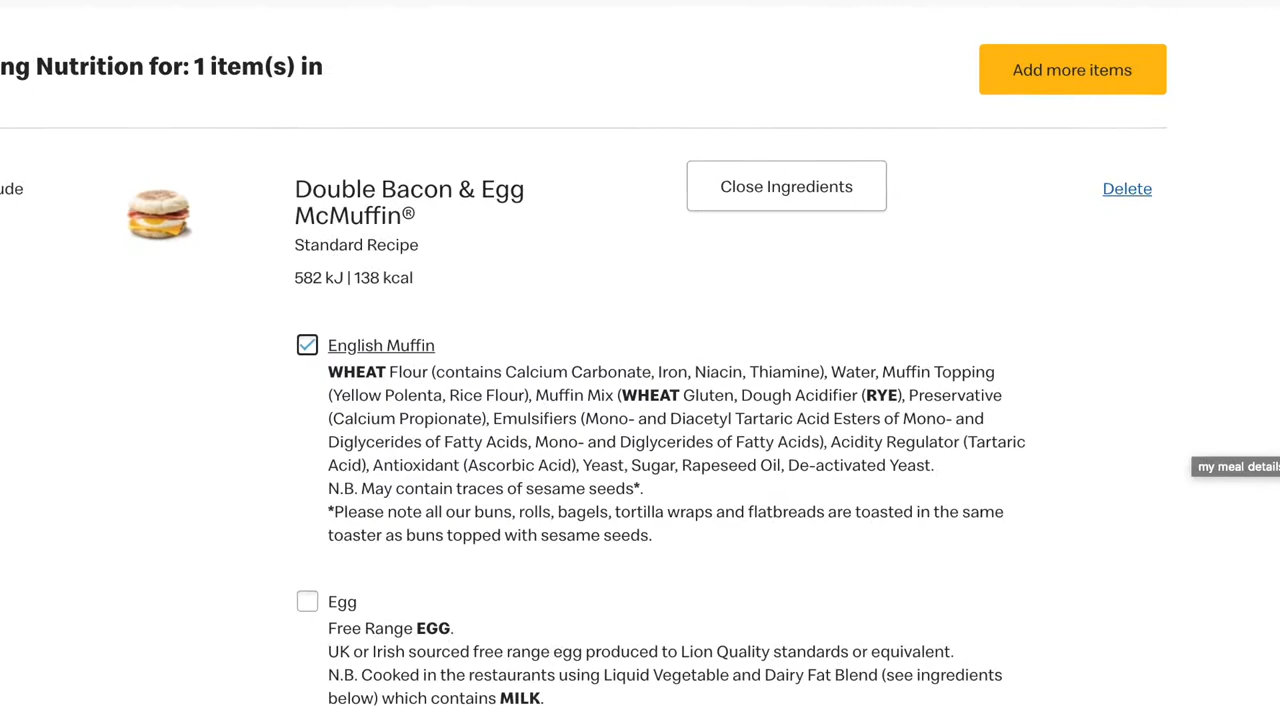 ng Nutrition for: 1 item(s) in
Add more items
ude
Double Bacon & Egg
McMuffin®
Close Ingredients
Delete
Standard Recipe
582 kJ | 138 kcal
English Muffin
WHEAT Flour (contains Calcium Carbonate, Iron, Niacin, Thiamine), Water, Muffin Topping
(Yellow Polenta, Rice Flour), Muffin Mix (WHEAT Gluten, Dough Acidifier (RYE), Preservative
(Calcium Propionate), Emulsifiers (Mono- and Diacetyl Tartaric Acid Esters of Mono- and
Diglycerides of Fatty Acids, Mono- and Diglycerides of Fatty Acids), Acidity Regulator (Tartaric
Acid), Antioxidant (Ascorbic Acid), Yeast, Sugar, Rapeseed Oil, De-activated Yeast.
my meal details
N.B. May contain traces of sesame seeds*.
*Please note all our buns, rolls, bagels, tortilla wraps and flatbreads are toasted in the same
toaster as buns topped with sesame seeds.
Egg
Free Range EGG.
UK or Irish sourced free range egg produced to Lion Quality standards or equivalent.
N.B. Cooked in the restaurants using Liquid Vegetable and Dairy Fat Blend (see ingredients
below) which contains MILK.